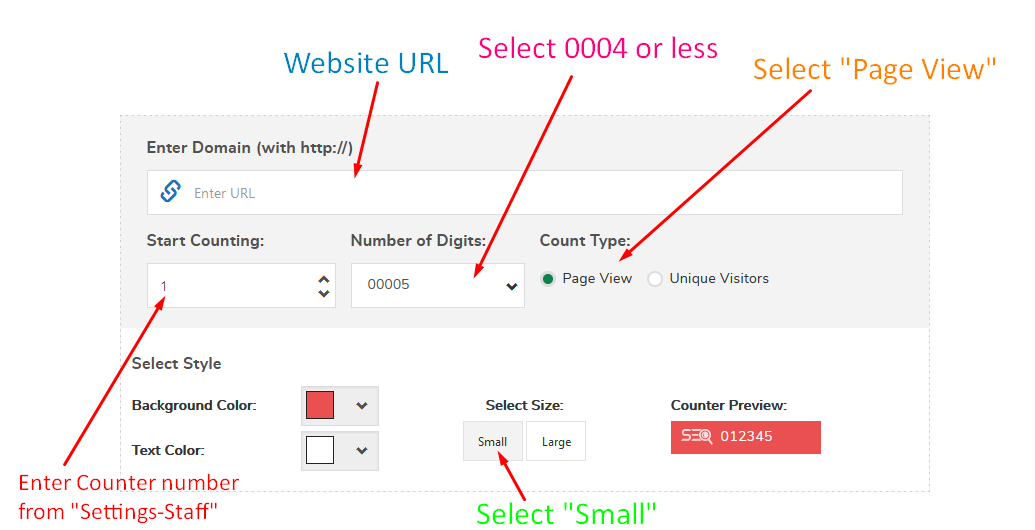 Website URL
Select 0004 or less
Select "Page View"
Enter Domain (with http://)
Enter URL
Start Counting:
Number of Digits:
Count Type:
1
00005
Page View
Unique Visitors
Select Style
Background Color:
Select Size:
Counter Preview:
Small
Large
SEO 012345
Text Color:
Enter Counter number
from "Settings-Staff"
Select "Small"